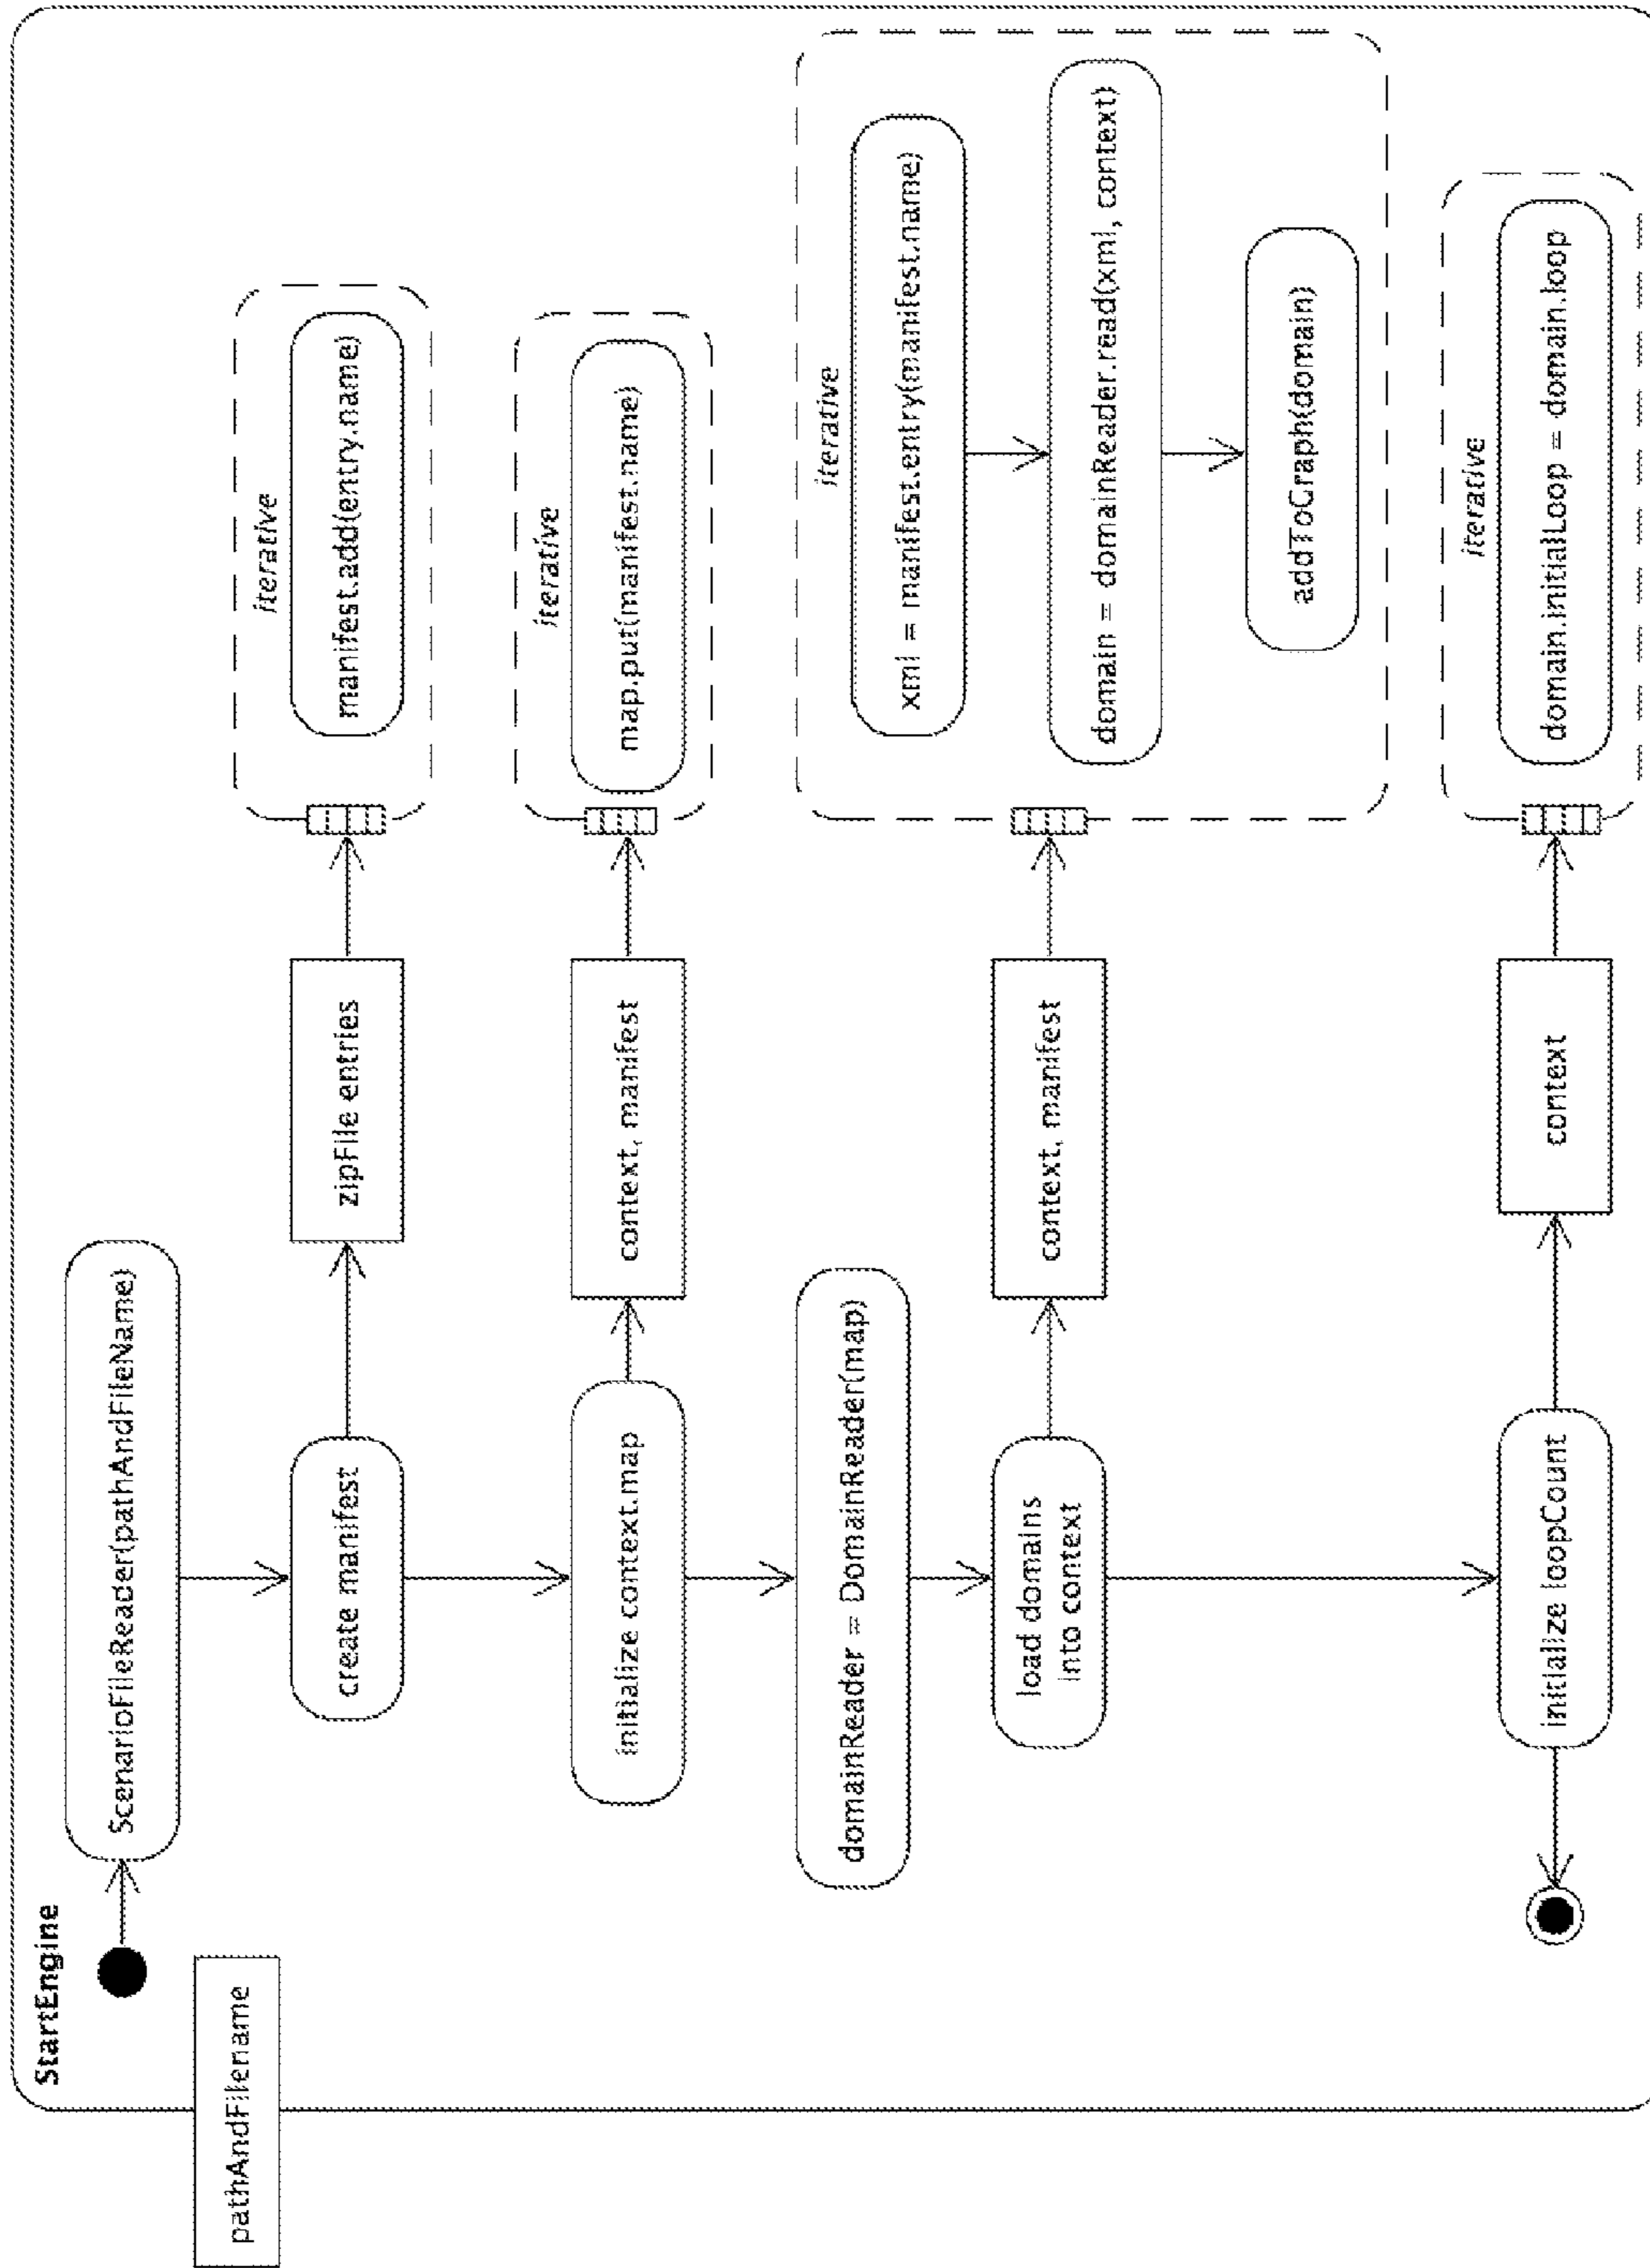 StartEngine
pathAndFilename
ScenarioFileReader(pathAndFileName)
create manifest
zipFile entries
iterative
manifest.add(entry.name)
initialize context.map
context, manifest
iterative
map.put(manifest.name)
domainReader = DomainReader(map)
load domains
into context
context, manifest
iterative
xml = manifest.entry(manifest.name)
domain = domainReader.read(xml, context)
addToGraph(domain)
initialize loopCount
context
iterative
domain.initialLoop = domain.loop